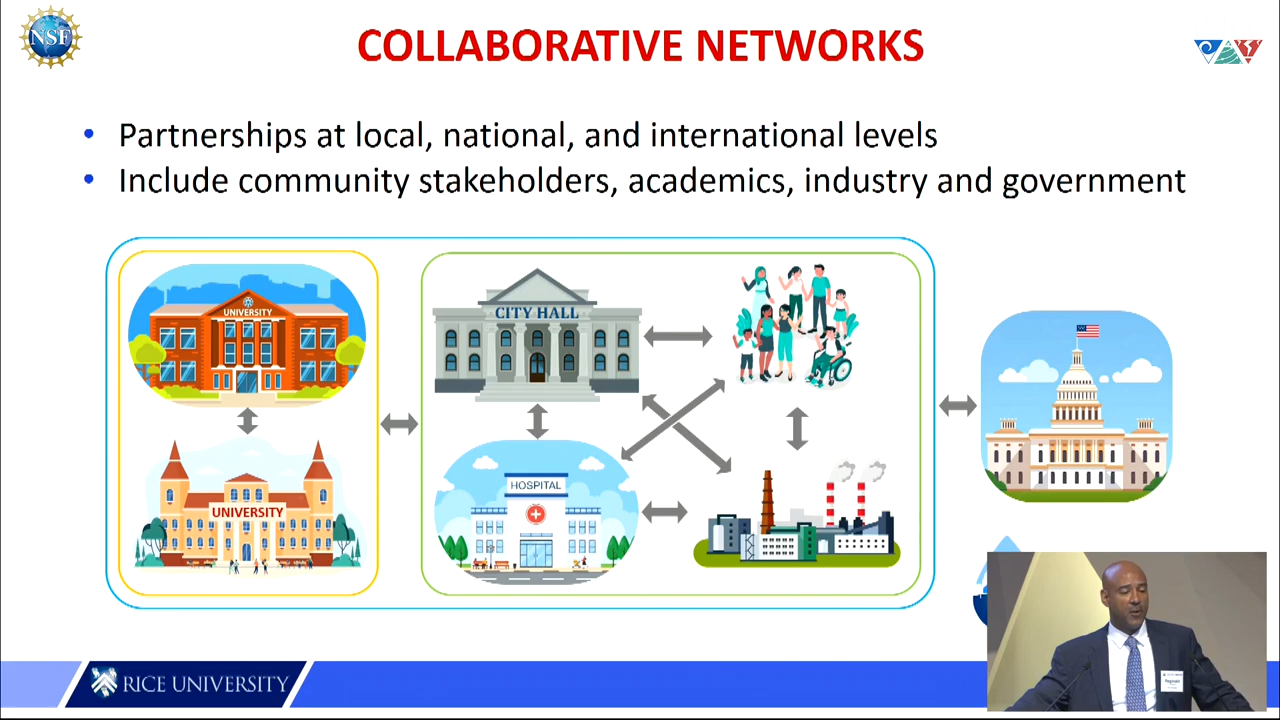 NSF
COLLABORATIVE NETWORKS
• Partnerships at local, national, and international levels
• Include community stakeholders, academics, industry and government
UNIVERSITY
CITY HALL
HOSPITAL
UNIVERSITY
RICE UNIVERSITY